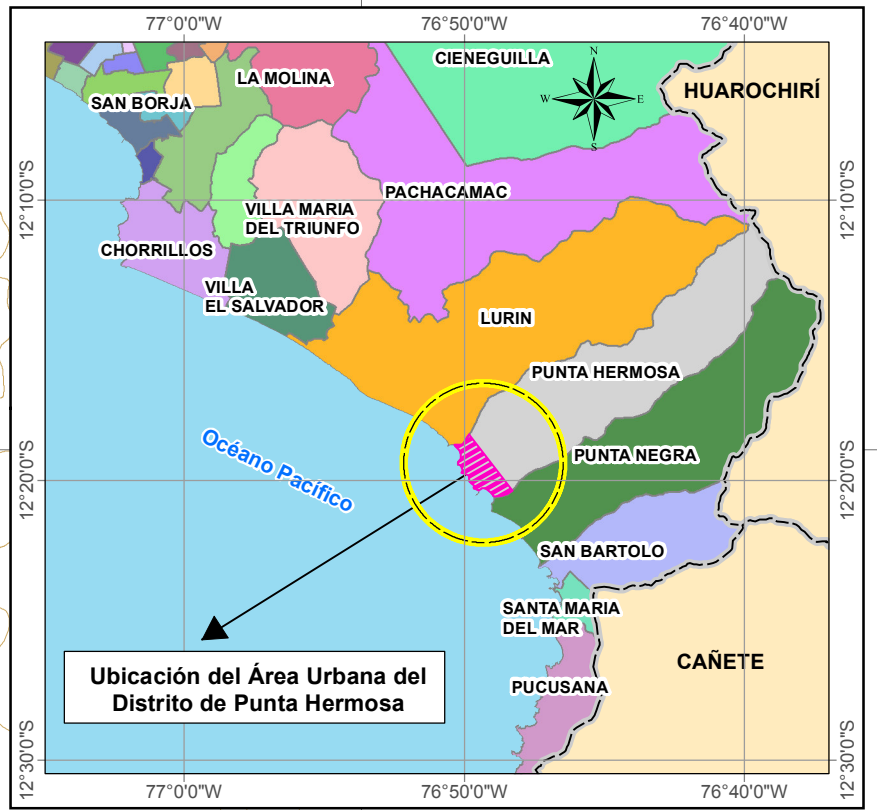 77°0'0"W
76°50'0"W
76°40'0"W
CIENEGUILLA
LA MOLINA
N
HUAROCHIRÍ
SAN BORJA
W
E
S
12°10'0"S
12°10'0"S
PACHACAMAC
VILLA MARIA
DEL TRIUNFO
CHORRILLOS
VILLA
EL SALVADOR
LURIN
PUNTA HERMOSA
Océano Pacífico
PUNTA NEGRA
12°20'0"S
12°20'0"S
SAN BARTOLO
SANTA MARIA
DEL MAR
CAÑETE
Ubicación del Área Urbana del
Distrito de Punta Hermosa
PUCUSANA
12°30'0"S
12°30'0"S
77°0'0"W
76°50'0"W
76°40'0"W